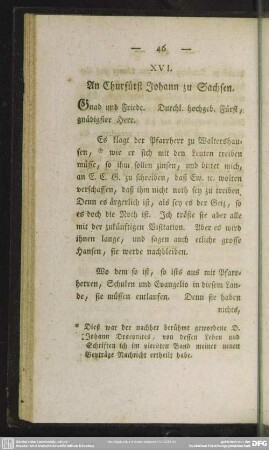 — 46 —
XVI.
An Churfürst Johann zu Sachsen.
Gnad und Friede. Durchl. hochgeb. Fürst,
gnädigster Herr.
Es klagt der Pfarrherr zu Waltershau-
sen, * wie er sich mit den Leuten treiben
müsse, so ihm sollen zinsen, und bittet mich,
an E. C. G. zu schreiben, daß Ew. ic. wolten
verschaffen, daß ihm nicht noth sey zu treiben,
Denn es ärgerlich ist, als sey es der Geiz, so
es doch die Noth ist. Ich tröste sie aber alle
mit der zukünftigen Visitation. Aber es wird
ihnen lange, und sagen auch etliche grosse
Hansen, sie werde nachbleiben.
Wo dem so ist, so ists aus mit Pfarr-
herren, Schulen und Evangelio in diesem Lan-
de, sie müssen entlaufen. Denn sie haben
nichts,
* Dieß war der nachher berühmt gewordene D.
Johann Draconites, von dessen Leben und
Schriften ich im vierdten Band meiner neuen
Beyträge Nachricht ertheilt habe.
DFG